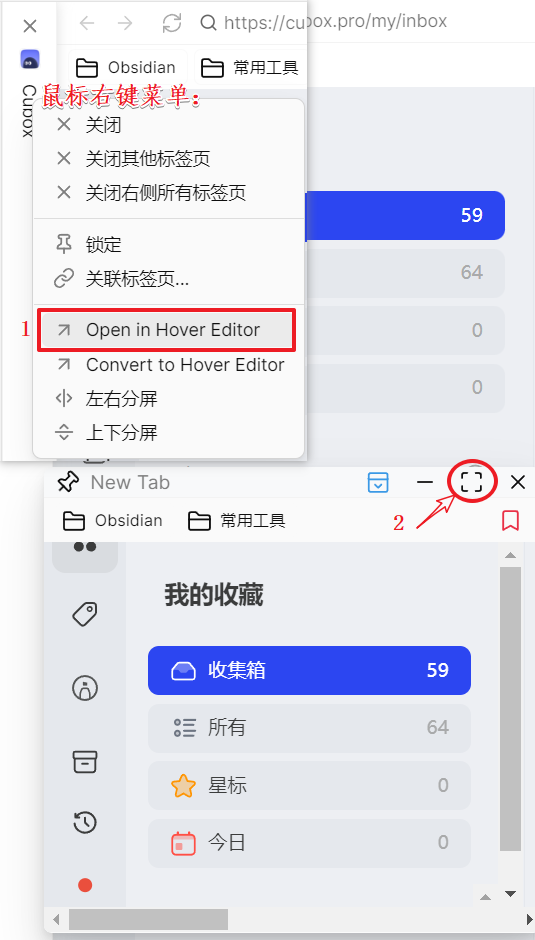 https://cubox.pro/my/inbox
Obsidian 常用工具
Cubox
鼠标右键菜单：
关闭
关闭其他标签页
关闭右侧所有标签页
59
锁定
64
关联标签页...
1 Open in Hover Editor
0
Convert to Hover Editor
左右分屏
0
上下分屏
New Tab
Obsidian 常用工具
2
我的收藏
收集箱 59
所有 64
星标 0
今日 0